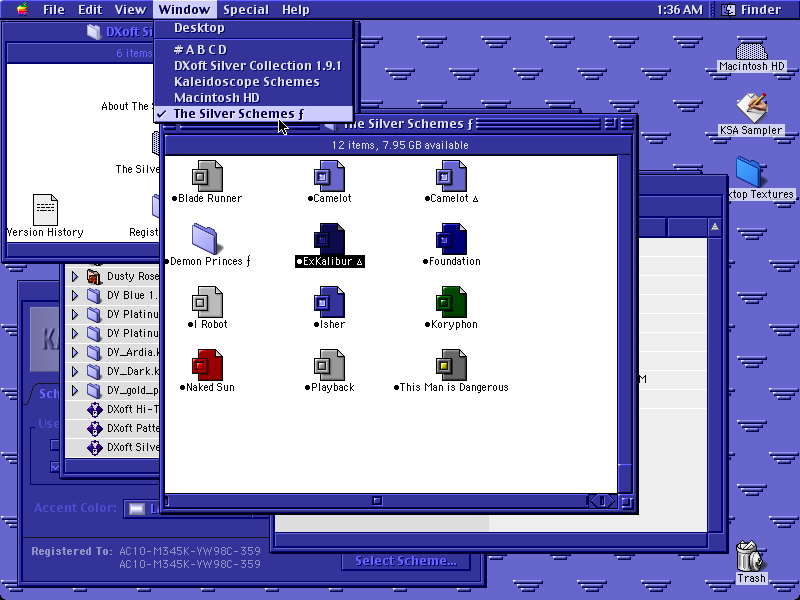 File Edit View Window Special Help 1:36 AM Finder
Desktop
# A B C D
DXoft Silver Collection 1.9.1
Kaleidoscope Schemes
Macintosh HD
✓ The Silver Schemes ƒ
DXoft Si
6 items
About The S
The Silve
Version History
Regist
The Silver Schemes ƒ
12 items, 7.95 GB available
•Blade Runner
•Camelot
•Camelot ∆
•Demon Princes ƒ
•ExKalibur ∆
•Foundation
•I Robot
•Isher
•Koryphon
•Naked Sun
•Playback
•This Man is Dangerous
Macintosh HD
KSA Sampler
ktop Textures
Trash
Dusty Rose
DV Blue 1.
DV Platinu
DV Platinu
DV_Ardia.k
DV_Dark.k
DV_gold_p
DXoft Hi-T
DXoft Patte
DXoft Silve
KA
Sch
Use
M
Accent Color:
Registered To: AC10-M345K-YW98C-359
AC10-M345K-YW98C-359
Select Scheme...